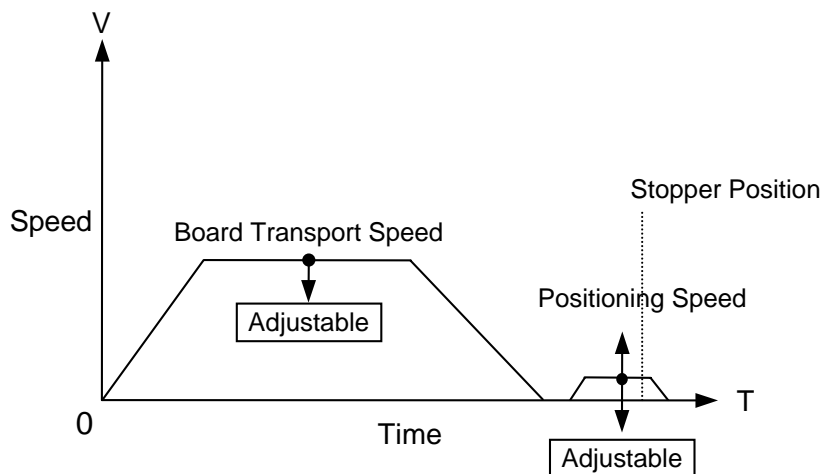 V
Stopper Position
Speed
Board Transport Speed
Positioning Speed
Adjustable
T
0
Time
Adjustable